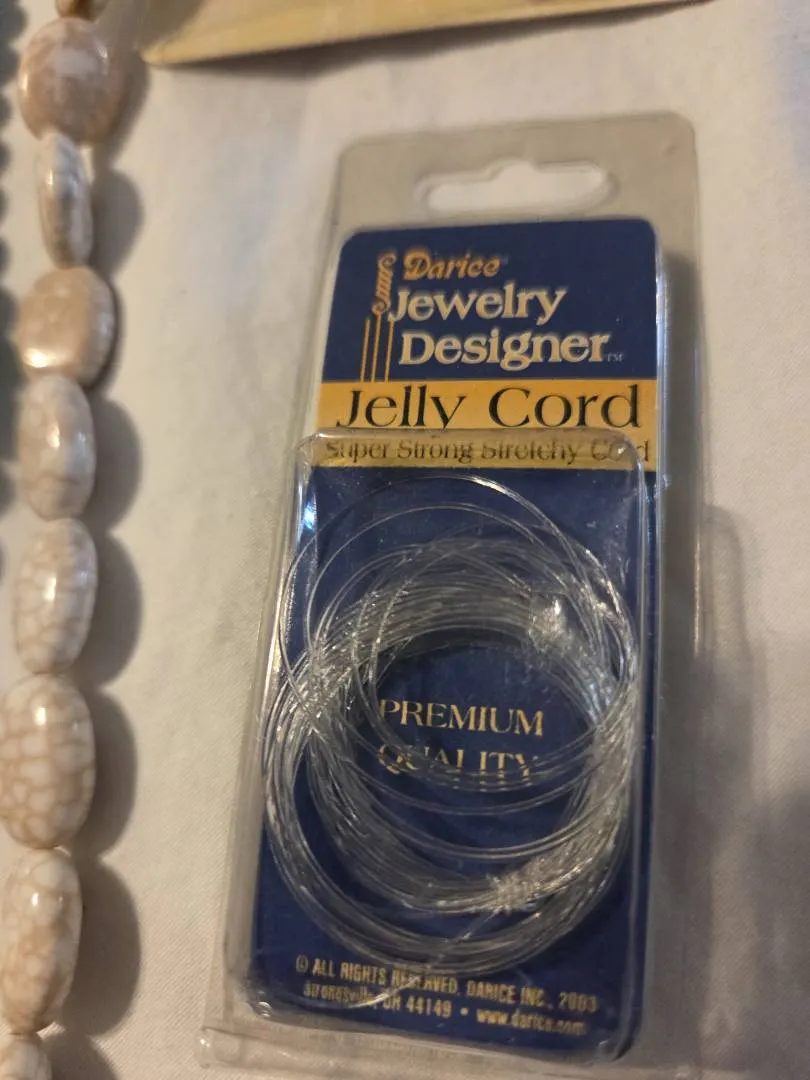 Darice
Jewelry
Designer™
Jelly Cord
Super Strong Stretchy Cord
PREMIUM
QUALITY
© ALL RIGHTS RESERVED. DARICE INC., 2003
Strongsville, OH 44149 • www.darice.com